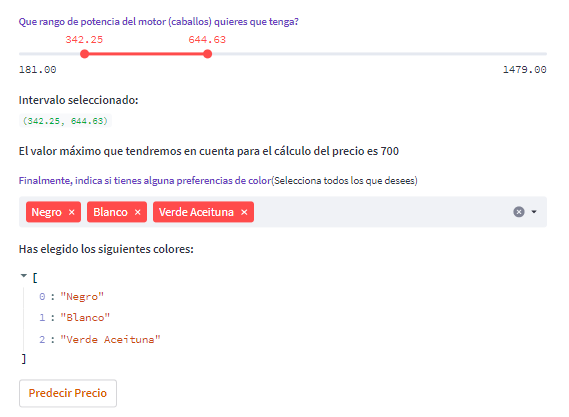 Que rango de potencia del motor (caballos) quieres que tenga?
342.25 644.63
181.00 1479.00
Intervalo seleccionado:
(342.25, 644.63)
El valor máximo que tendremos en cuenta para el cálculo del precio es 700
Finalmente, indica si tienes alguna preferencias de color(Selecciona todos los que desees)
Negro × Blanco × Verde Aceituna ×
Has elegido los siguientes colores:
[
0 : "Negro"
1 : "Blanco"
2 : "Verde Aceituna"
]
Predecir Precio